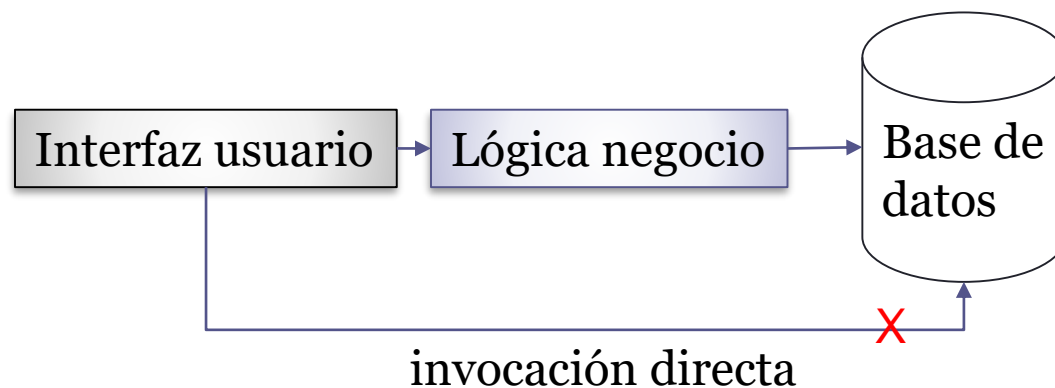 Interfaz usuario
Lógica negocio
Base de
datos
X
invocación directa